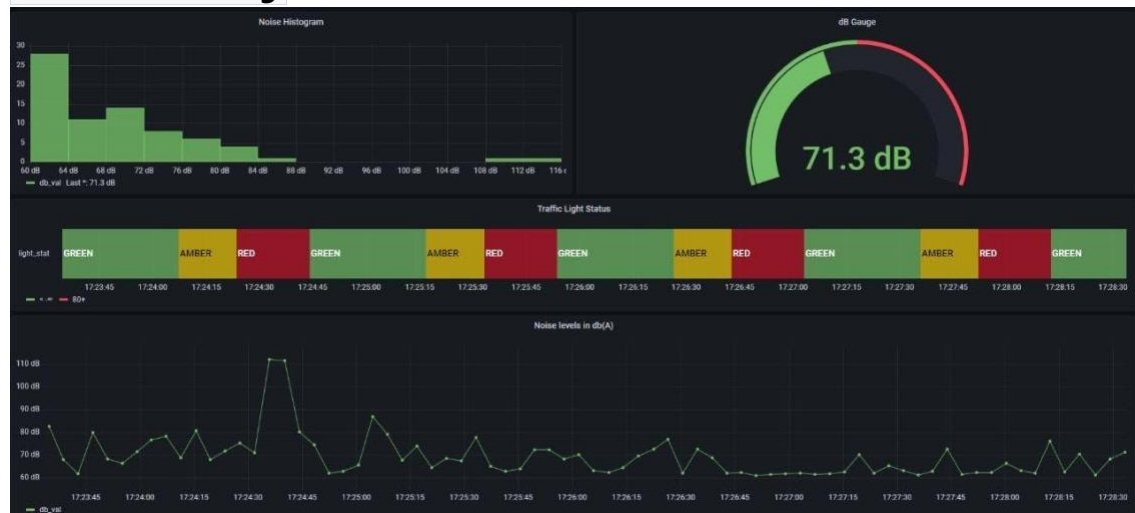 Noise Histogram
30
25
20
15
10
5
0
60 dB 64 dB 68 dB 72 dB 76 dB 80 dB 84 dB 88 dB 92 dB 96 dB 100 dB 104 dB 108 dB 112 dB 116
db_val Last *: 71.3 dB
dB Gauge
71.3 dB
Traffic Light Status
light_stat GREEN AMBER RED GREEN AMBER RED GREEN AMBER RED GREEN AMBER RED GREEN
17:23:45 17:24:00 17:24:15 17:24:30 17:24:45 17:25:00 17:25:15 17:25:30 17:25:45 17:26:00 17:26:15 17:26:30 17:26:45 17:27:00 17:27:15 17:27:30 17:27:45 17:28:00 17:28:15 17:28:30
80+
Noise levels in db(A)
110 dB
100 dB
90 dB
80 dB
70 dB
60 dB
17:23:45 17:24:00 17:24:15 17:24:30 17:24:45 17:25:00 17:25:15 17:25:30 17:25:45 17:26:00 17:26:15 17:26:30 17:26:45 17:27:00 17:27:15 17:27:30 17:27:45 17:28:00 17:28:15 17:28:30
db_val